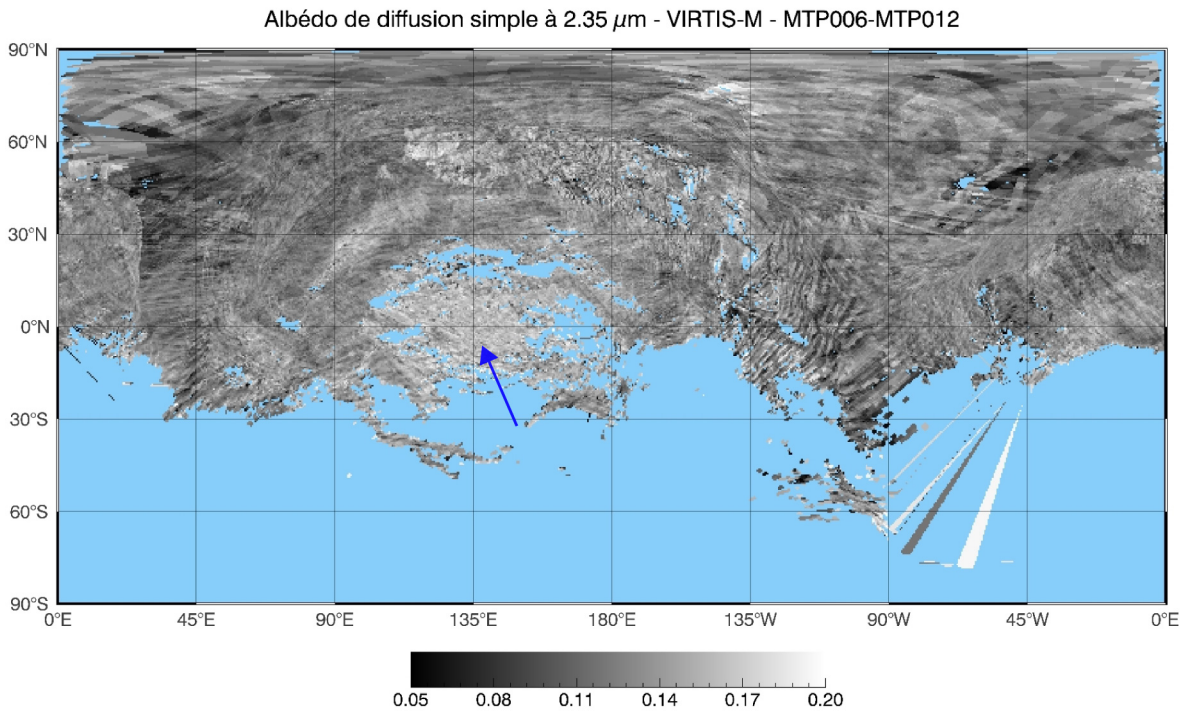 Albédo de diffusion simple à 2.35 µm - VIRTIS-M - MTP006-MTP012
90°N
60°N
30°N
0°N
30°S
60°S
90°S
0°E 45°E 90°E 135°E 180°E 135°W 90°W 45°W 0°E
0.05 0.08 0.11 0.14 0.17 0.20